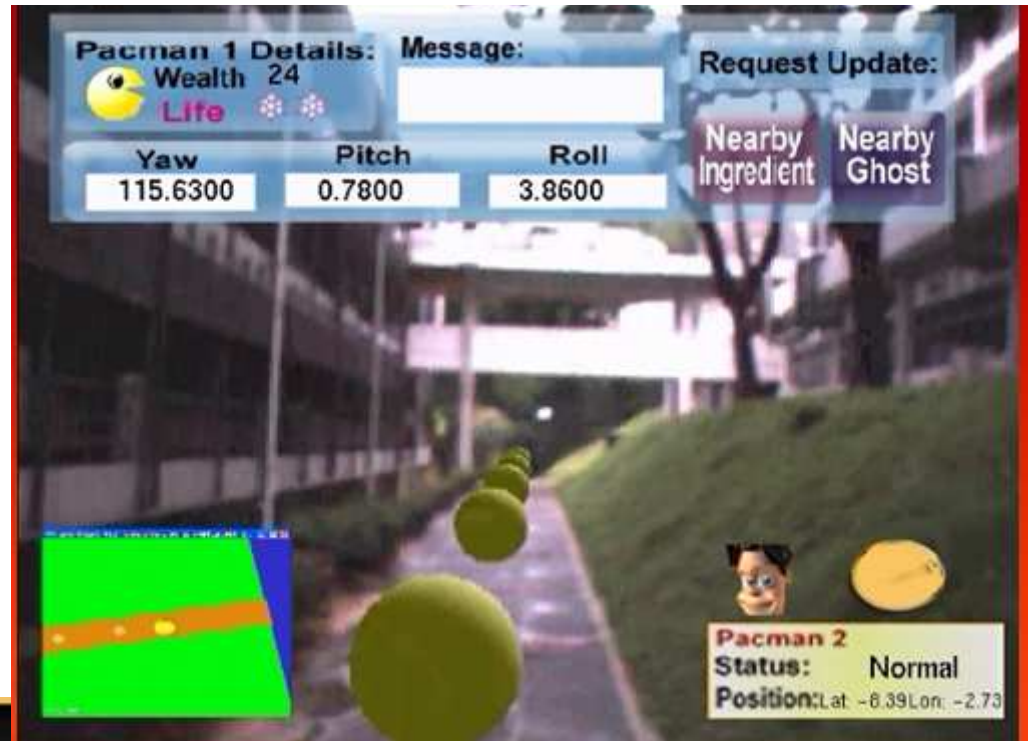 Pacman 1 Details:
Wealth 24
Life
Message:
Request Update:
Nearby
Ingredient
Nearby
Ghost
Yaw
115.6300
Pitch
0.7800
Roll
3.8600
Pacman 2
Status: Normal
Position:Lat: -8.39Lon: -2.73